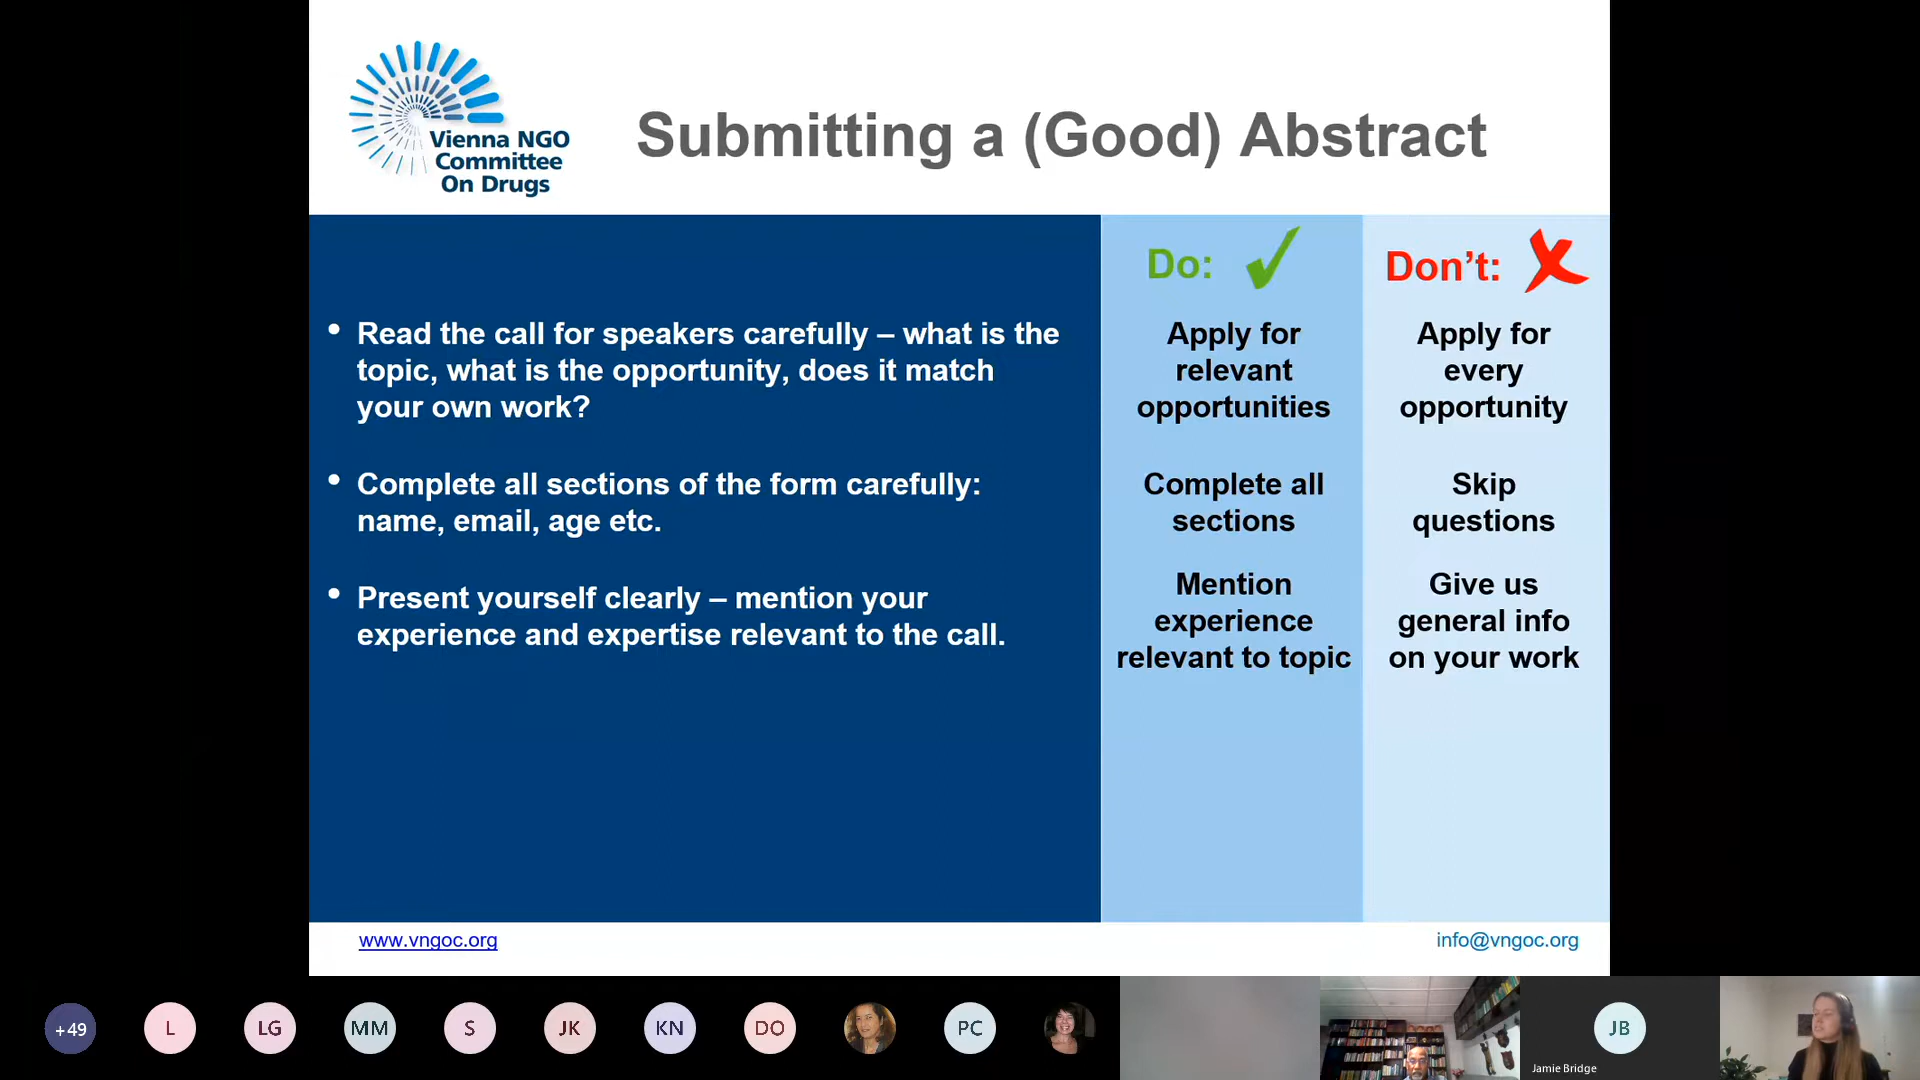 Vienna NGO
Committee
On Drugs
Submitting a (Good) Abstract
Do:
Don't:
• Read the call for speakers carefully – what is the
topic, what is the opportunity, does it match
your own work?
Apply for
relevant
opportunities
Apply for
every
opportunity
• Complete all sections of the form carefully:
name, email, age etc.
Complete all
sections
Skip
questions
• Present yourself clearly – mention your
experience and expertise relevant to the call.
Mention
experience
relevant to topic
Give us
general info
on your work
www.vngoc.org
info@vngoc.org
+49
L
LG
MM
S
JK
KN
DO
PC
JB
Jamie Bridge